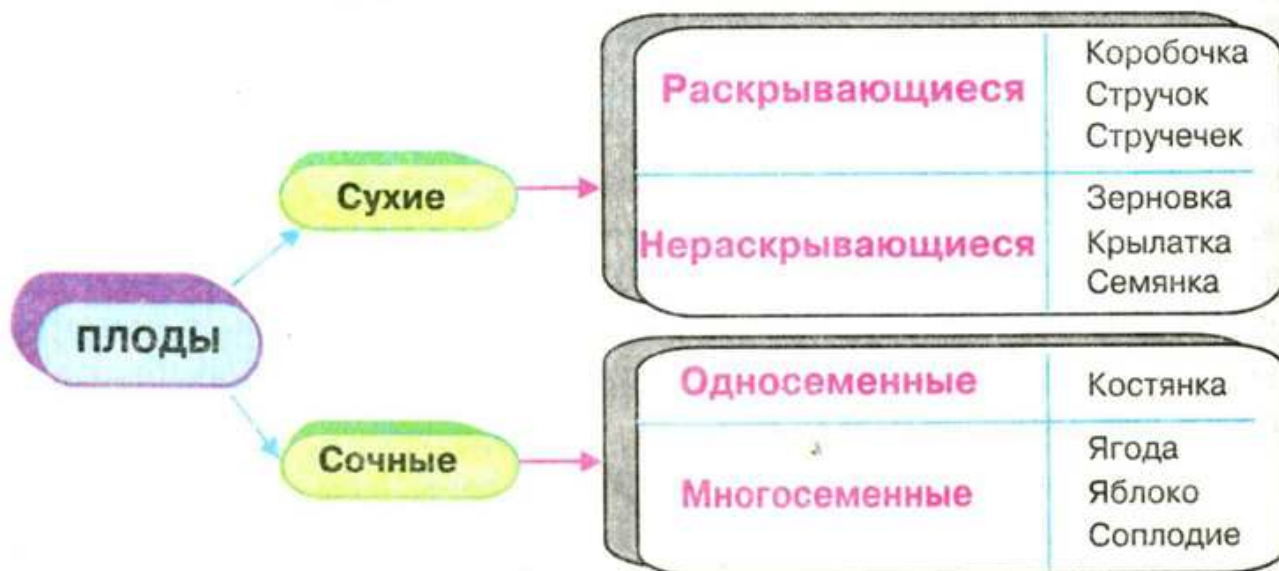 ПЛОДЫ
Сухие
Раскрывающиеся
Коробочка
Стручок
Стручечек
Нераскрывающиеся
Зерновка
Крылатка
Семянка
Сочные
Односеменные
Костянка
Многосеменные
Ягода
Яблоко
Соплодие